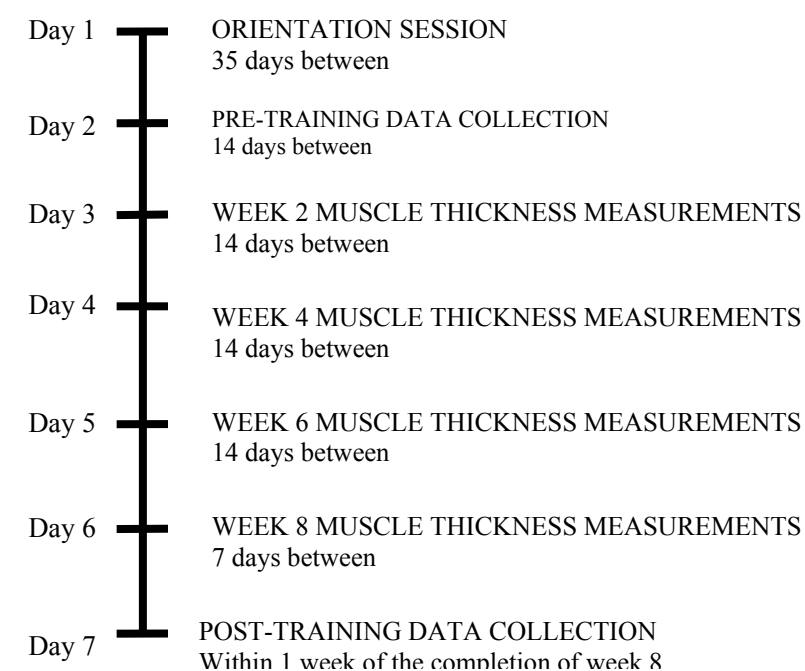 Day 1 ORIENTATION SESSION
35 days between
Day 2 PRE-TRAINING DATA COLLECTION
14 days between
Day 3 WEEK 2 MUSCLE THICKNESS MEASUREMENTS
14 days between
Day 4 WEEK 4 MUSCLE THICKNESS MEASUREMENTS
14 days between
Day 5 WEEK 6 MUSCLE THICKNESS MEASUREMENTS
14 days between
Day 6 WEEK 8 MUSCLE THICKNESS MEASUREMENTS
7 days between
Day 7 POST-TRAINING DATA COLLECTION
Within 1 week of the completion of week 8